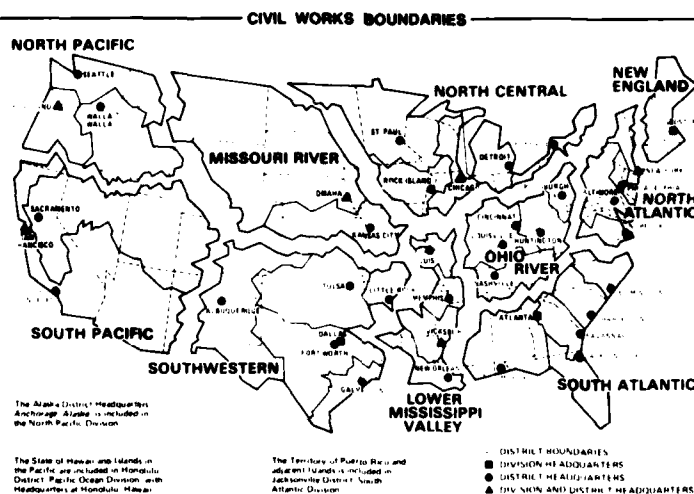 CIVIL WORKS BOUNDARIES
NORTH PACIFIC
SEATTLE
WALLA
WALLA
NEW
ENGLAND
NORTH CENTRAL
ST. PAUL
DETROIT
ROCK ISLAND
CHICAGO
MISSOURI RIVER
OMAHA
KANSAS CITY
SACRAMENTO
NORTH
ATLANTIC
CINCINNATI
HUNTINGTON
OHIO
RIVER
NASHVILLE
TULSA
LITTLE
MEMPHIS
ATLANTA
ALBUQUERQUE
DALLAS
FORT WORTH
NEW ORLEANS
SOUTH PACIFIC
SOUTHWESTERN
LOWER
MISSISSIPPI
VALLEY
SOUTH ATLANTIC
The Alaska District Headquarters
Anchorage Alaska is included in
the North Pacific Division
The State of Hawaii and Islands in
the Pacific are included in Honolulu
District Pacific Ocean Division with
Headquarters at Honolulu Hawaii
The Territory of Puerto Rico and
adjacent Islands is included in
Jacksonville District South
Atlantic Division
DISTRICT BOUNDARIES
DIVISION HEADQUARTERS
DISTRICT HEADQUARTERS
DIVISION AND DISTRICT HEADQUARTERS